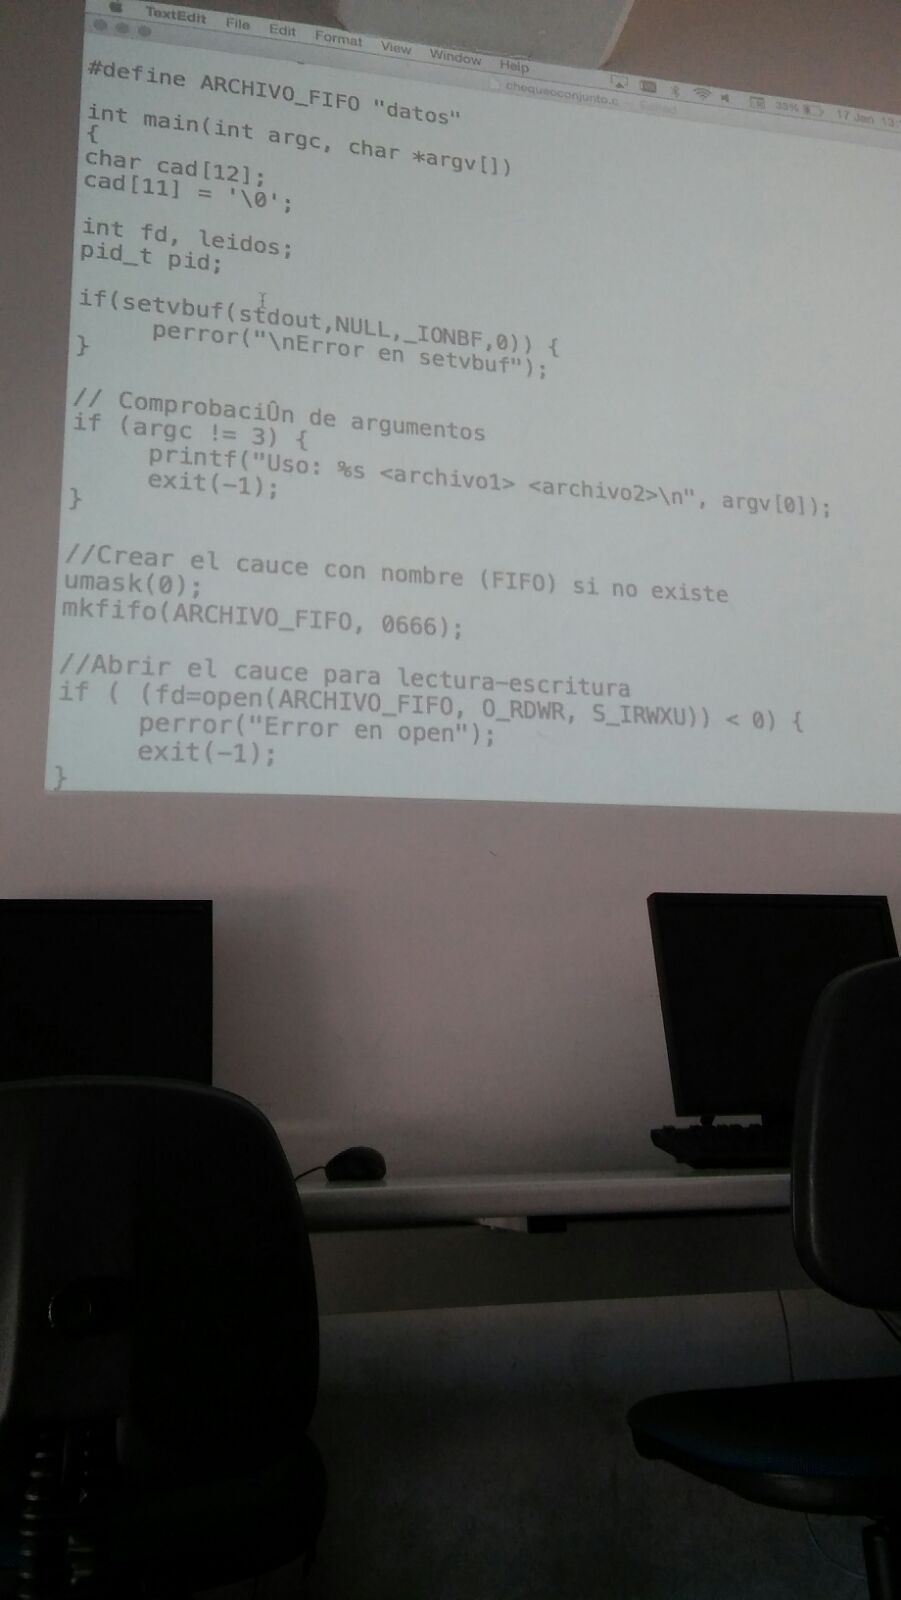 TextEdit File Edit Format View Window Help
chequeoconjunto.c
35% 17 Jan
#define ARCHIVO_FIFO "datos"
int main(int argc, char *argv[])
{
char cad[12];
cad[11] = '\0';
int fd, leidos;
pid_t pid;
if(setvbuf(stdout,NULL,_IONBF,0)) {
perror("\nError en setvbuf");
}
// ComprobaciÛn de argumentos
if (argc != 3) {
printf("Uso: %s <archivo1> <archivo2>\n", argv[0]);
exit(-1);
}
//Crear el cauce con nombre (FIFO) si no existe
umask(0);
mkfifo(ARCHIVO_FIFO, 0666);
//Abrir el cauce para lectura-escritura
if ( (fd=open(ARCHIVO_FIFO, O_RDWR, S_IRWXU)) < 0) {
perror("Error en open");
exit(-1);
}